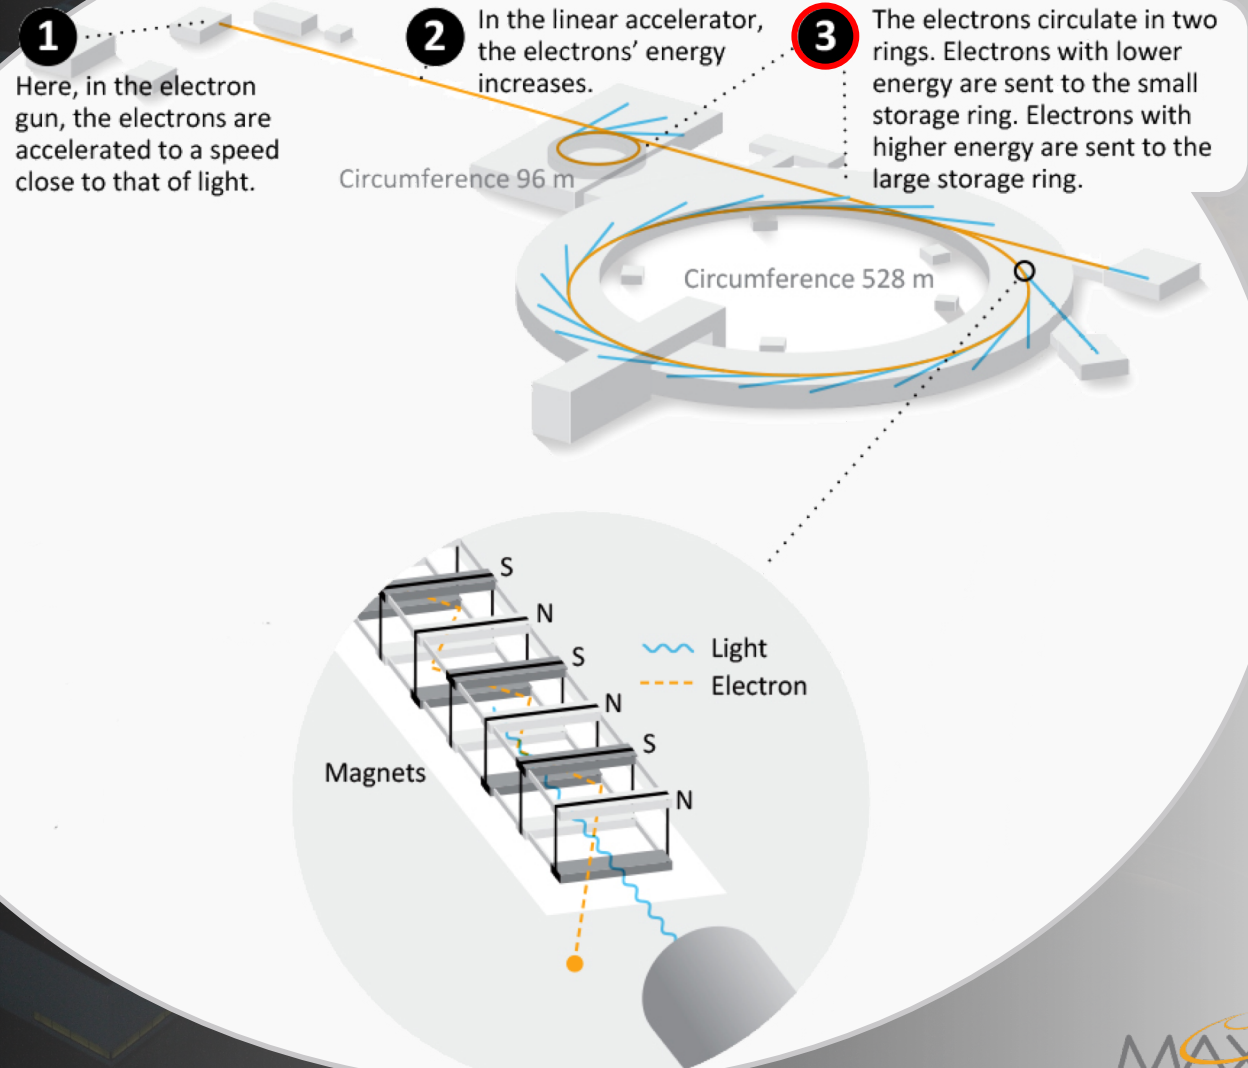 1
Here, in the electron
gun, the electrons are
accelerated to a speed
close to that of light.
2
In the linear accelerator,
the electrons’ energy
increases.
3
The electrons circulate in two
rings. Electrons with lower
energy are sent to the small
storage ring. Electrons with
higher energy are sent to the
large storage ring.
Circumference 96 m
Circumference 528 m
S
N
S
N
S
N
Light
Electron
Magnets
MAX